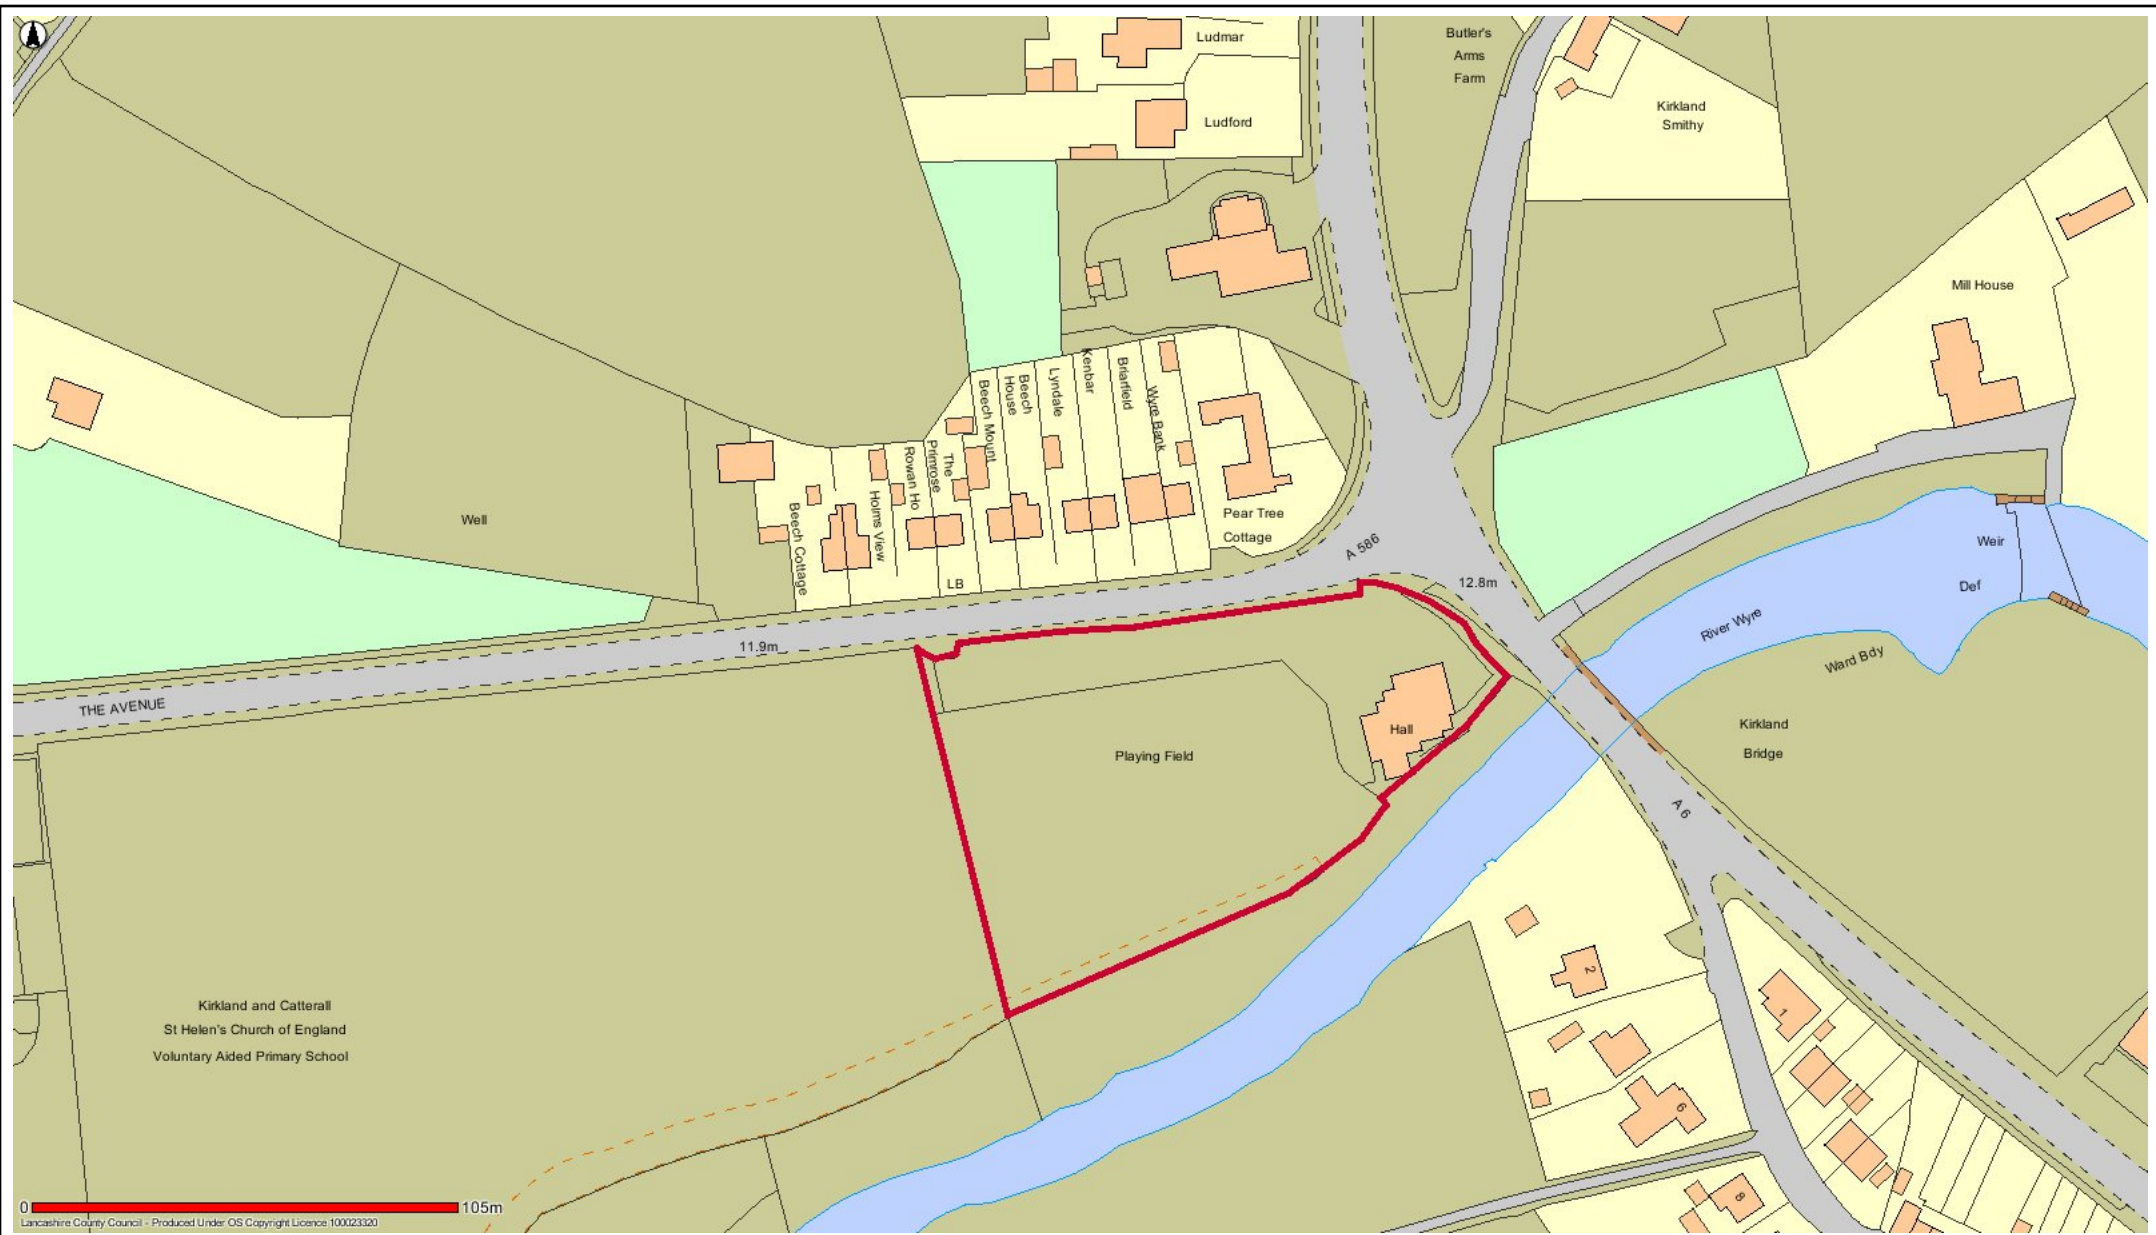 Ludmar
Butler's
Arms
Farm
Kirkland
Smithy
Ludford
Mill House
Kenbar
Briarfield
Wyre Bank
Lyndale
Beech
House
Beech Mount
The
Primrose
Rowan Ho
Holms View
Beech Cottage
Well
Pear Tree
Cottage
LB
A 586
12.8m
Weir
Def
River Wyre
Ward Bdy
11.9m
THE AVENUE
Hall
Playing Field
Kirkland
Bridge
A 6
2
1
6
8
Kirkland and Catterall
St Helen's Church of England
Voluntary Aided Primary School
0
105m
Lancashire County Council - Produced Under OS Copyright Licence 100023320